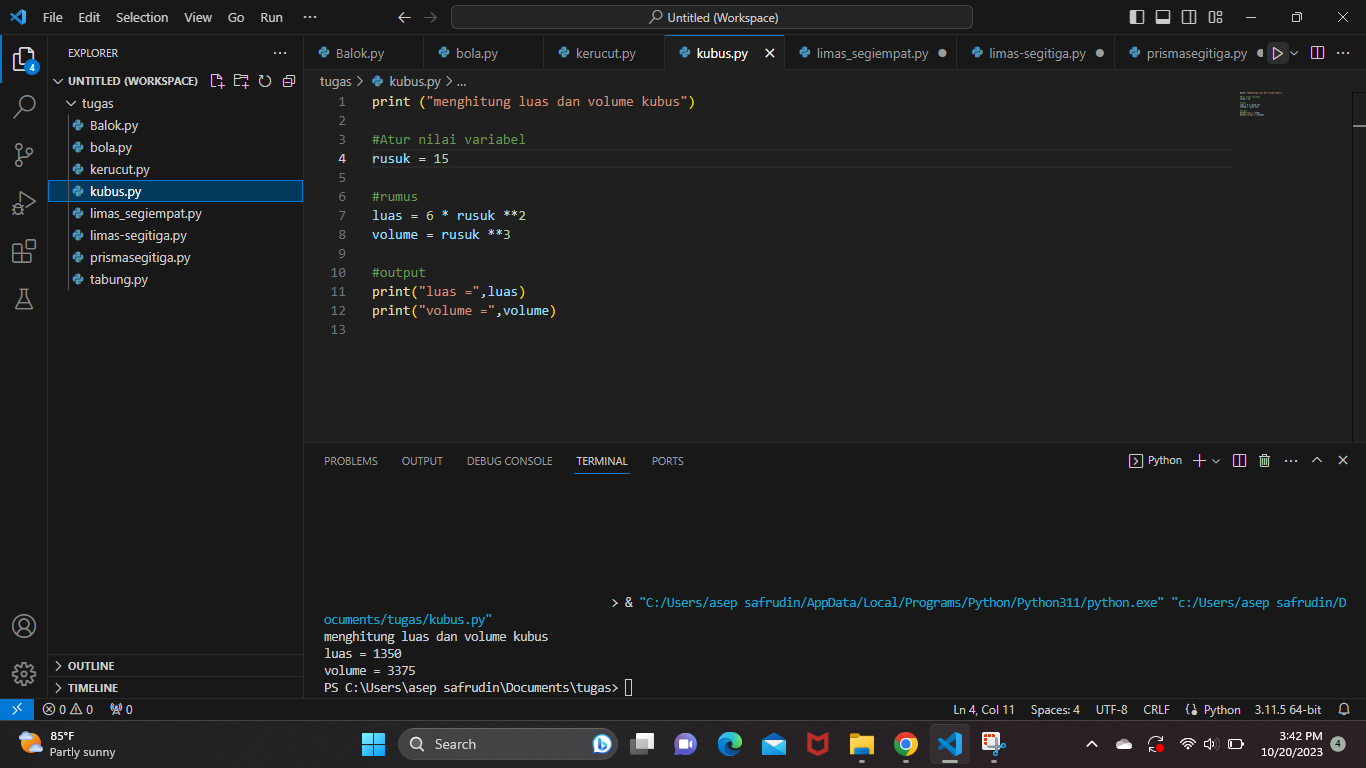 File Edit Selection View Go Run ··· Untitled (Workspace)
EXPLORER ···
UNTITLED (WORKSPACE)
tugas
Balok.py
bola.py
kerucut.py
kubus.py
limas_segiempat.py
limas-segitiga.py
prismasegitiga.py
tabung.py
OUTLINE
TIMELINE
4
Balok.py bola.py kerucut.py kubus.py limas_segiempat.py limas-segitiga.py prismasegitiga.py ···
tugas > kubus.py > ...
1 print ("menghitung luas dan volume kubus")
2
3 #Atur nilai variabel
4 rusuk = 15
5
6 #rumus
7 luas = 6 * rusuk **2
8 volume = rusuk **3
9
10 #output
11 print("luas =",luas)
12 print("volume =",volume)
13
PROBLEMS OUTPUT DEBUG CONSOLE TERMINAL PORTS Python ···
> & "C:/Users/asep safrudin/AppData/Local/Programs/Python/Python311/python.exe" "c:/Users/asep safrudin/D
ocuments/tugas/kubus.py"
menghitung luas dan volume kubus
luas = 1350
volume = 3375
PS C:\Users\asep safrudin\Documents\tugas>
0 0 0 Ln 4, Col 11 Spaces: 4 UTF-8 CRLF Python 3.11.5 64-bit
85°F
Partly sunny
Search
3:42 PM
10/20/2023
4